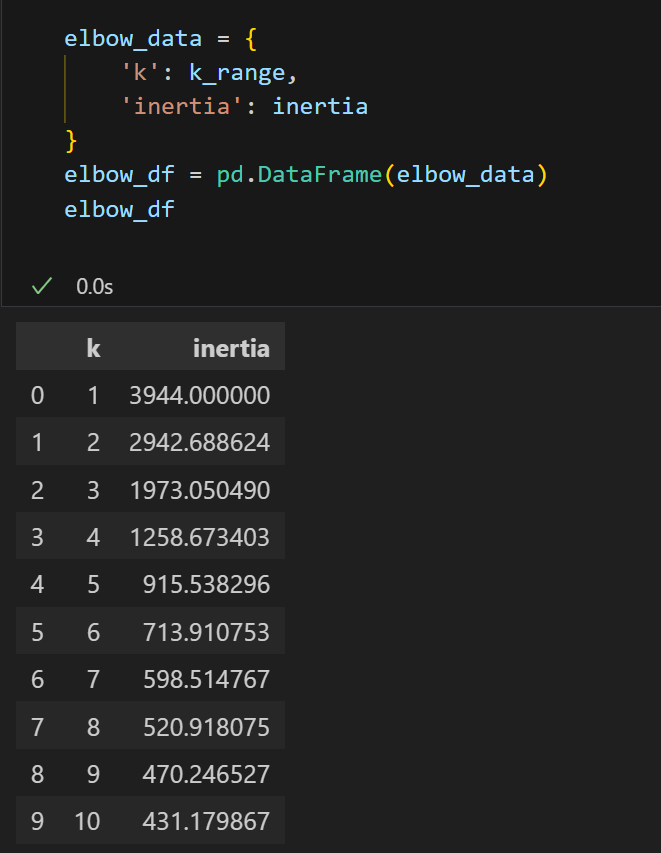 elbow_data = {
'k': k_range,
'inertia': inertia
}
elbow_df = pd.DataFrame(elbow_data)
elbow_df
0.0s
k inertia
0 1 3944.000000
1 2 2942.688624
2 3 1973.050490
3 4 1258.673403
4 5 915.538296
5 6 713.910753
6 7 598.514767
7 8 520.918075
8 9 470.246527
9 10 431.179867